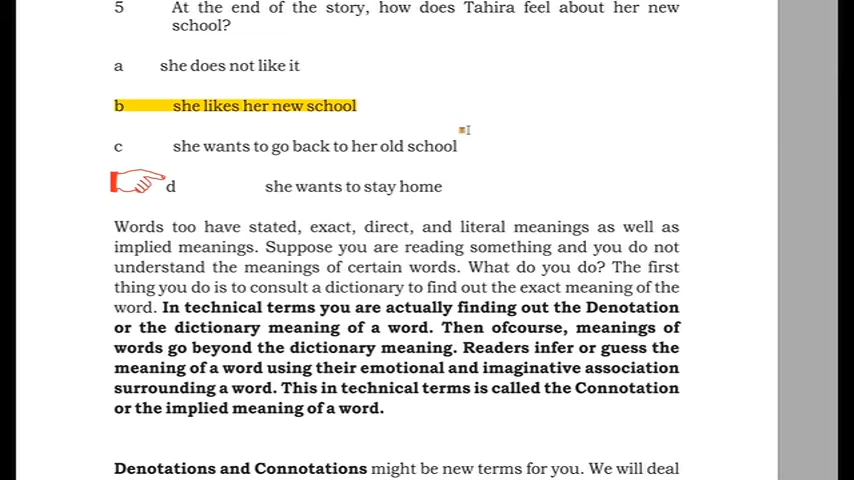 5 At the end of the story, how does Tahira feel about her new
school?
a she does not like it
b she likes her new school
c she wants to go back to her old school
d she wants to stay home
Words too have stated, exact, direct, and literal meanings as well as
implied meanings. Suppose you are reading something and you do not
understand the meanings of certain words. What do you do? The first
thing you do is to consult a dictionary to find out the exact meaning of the
word. In technical terms you are actually finding out the Denotation
or the dictionary meaning of a word. Then ofcourse, meanings of
words go beyond the dictionary meaning. Readers infer or guess the
meaning of a word using their emotional and imaginative association
surrounding a word. This in technical terms is called the Connotation
or the implied meaning of a word.
Denotations and Connotations might be new terms for you. We will deal